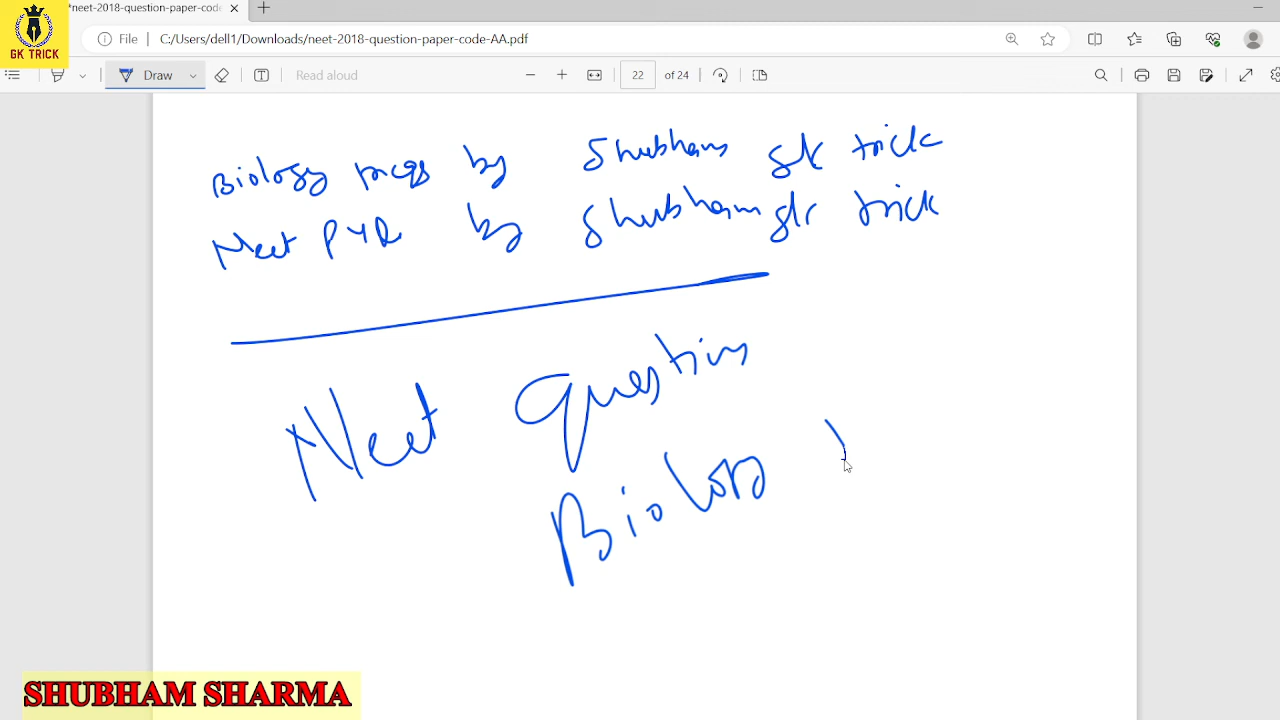 *neet-2018-question-paper-code
GK TRICK
File C:/Users/dell1/Downloads/neet-2018-question-paper-code-AA.pdf
Draw Read aloud 22 of 24
Biology mcqs by Shubham gk trick
Neet PYQ by Shubham gk trick
Neet Questions
Biology
SHUBHAM SHARMA